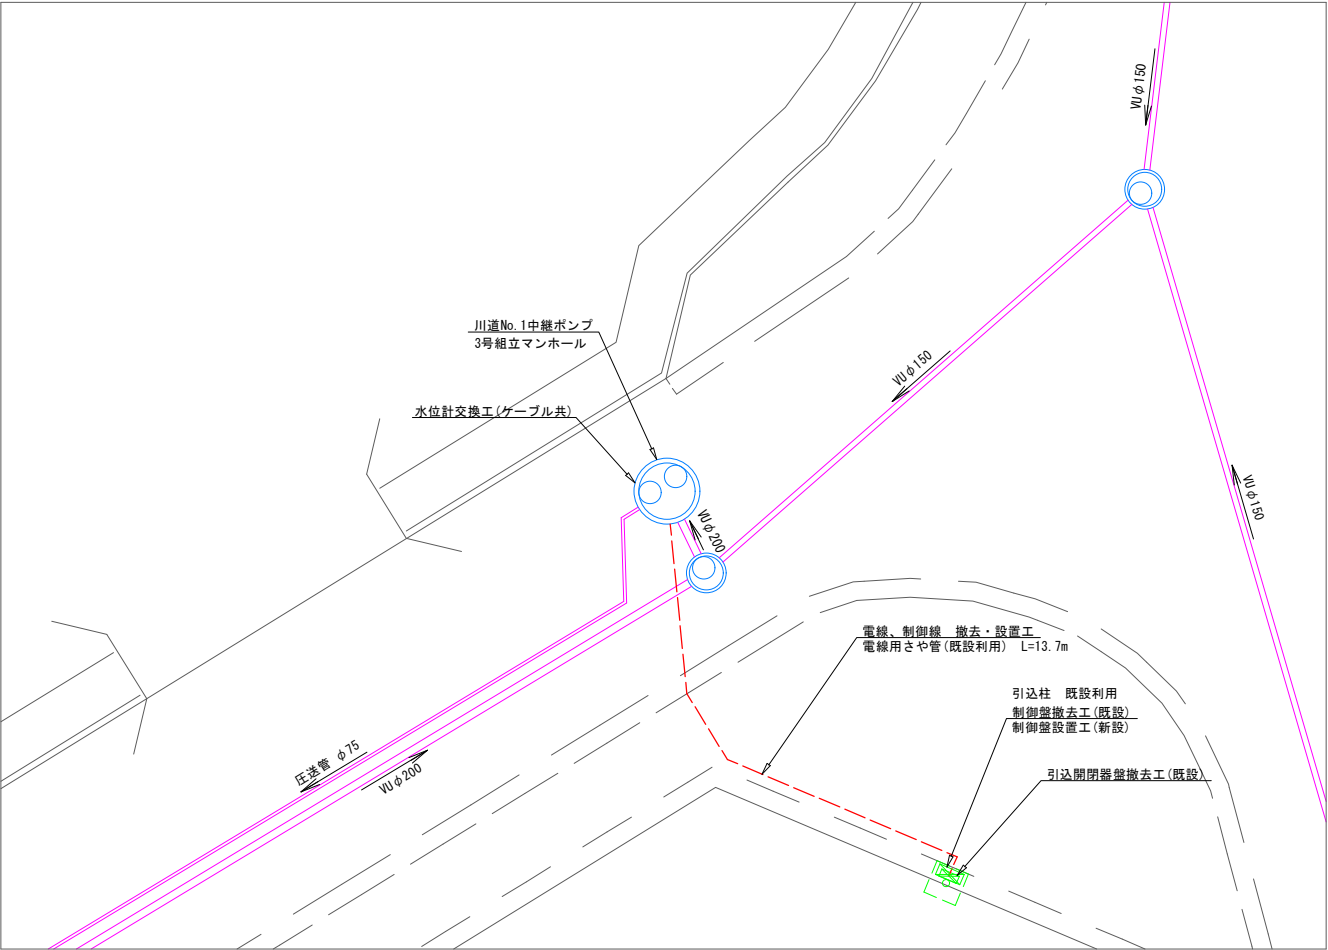 VUφ150
川道No.1中継ポンプ
3号組立マンホール
VUφ150
水位計交換工(ケーブル共)
VUφ150
VUφ200
電線、制御線　撤去・設置工
電線用さや管(既設利用)　L=13.7m
引込柱　既設利用
制御盤撤去工(既設)
制御盤設置工(新設)
圧送管 φ75
VUφ200
引込開閉器盤撤去工(既設)